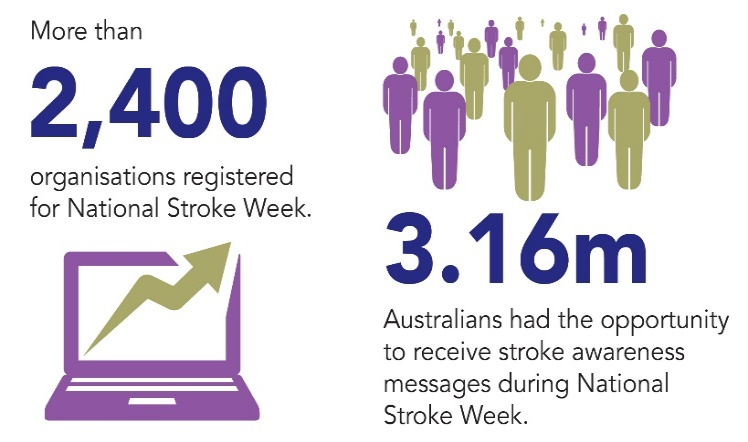 More than
2,400
organisations registered
for National Stroke Week.
3.16m
Australians had the opportunity
to receive stroke awareness
messages during National
Stroke Week.